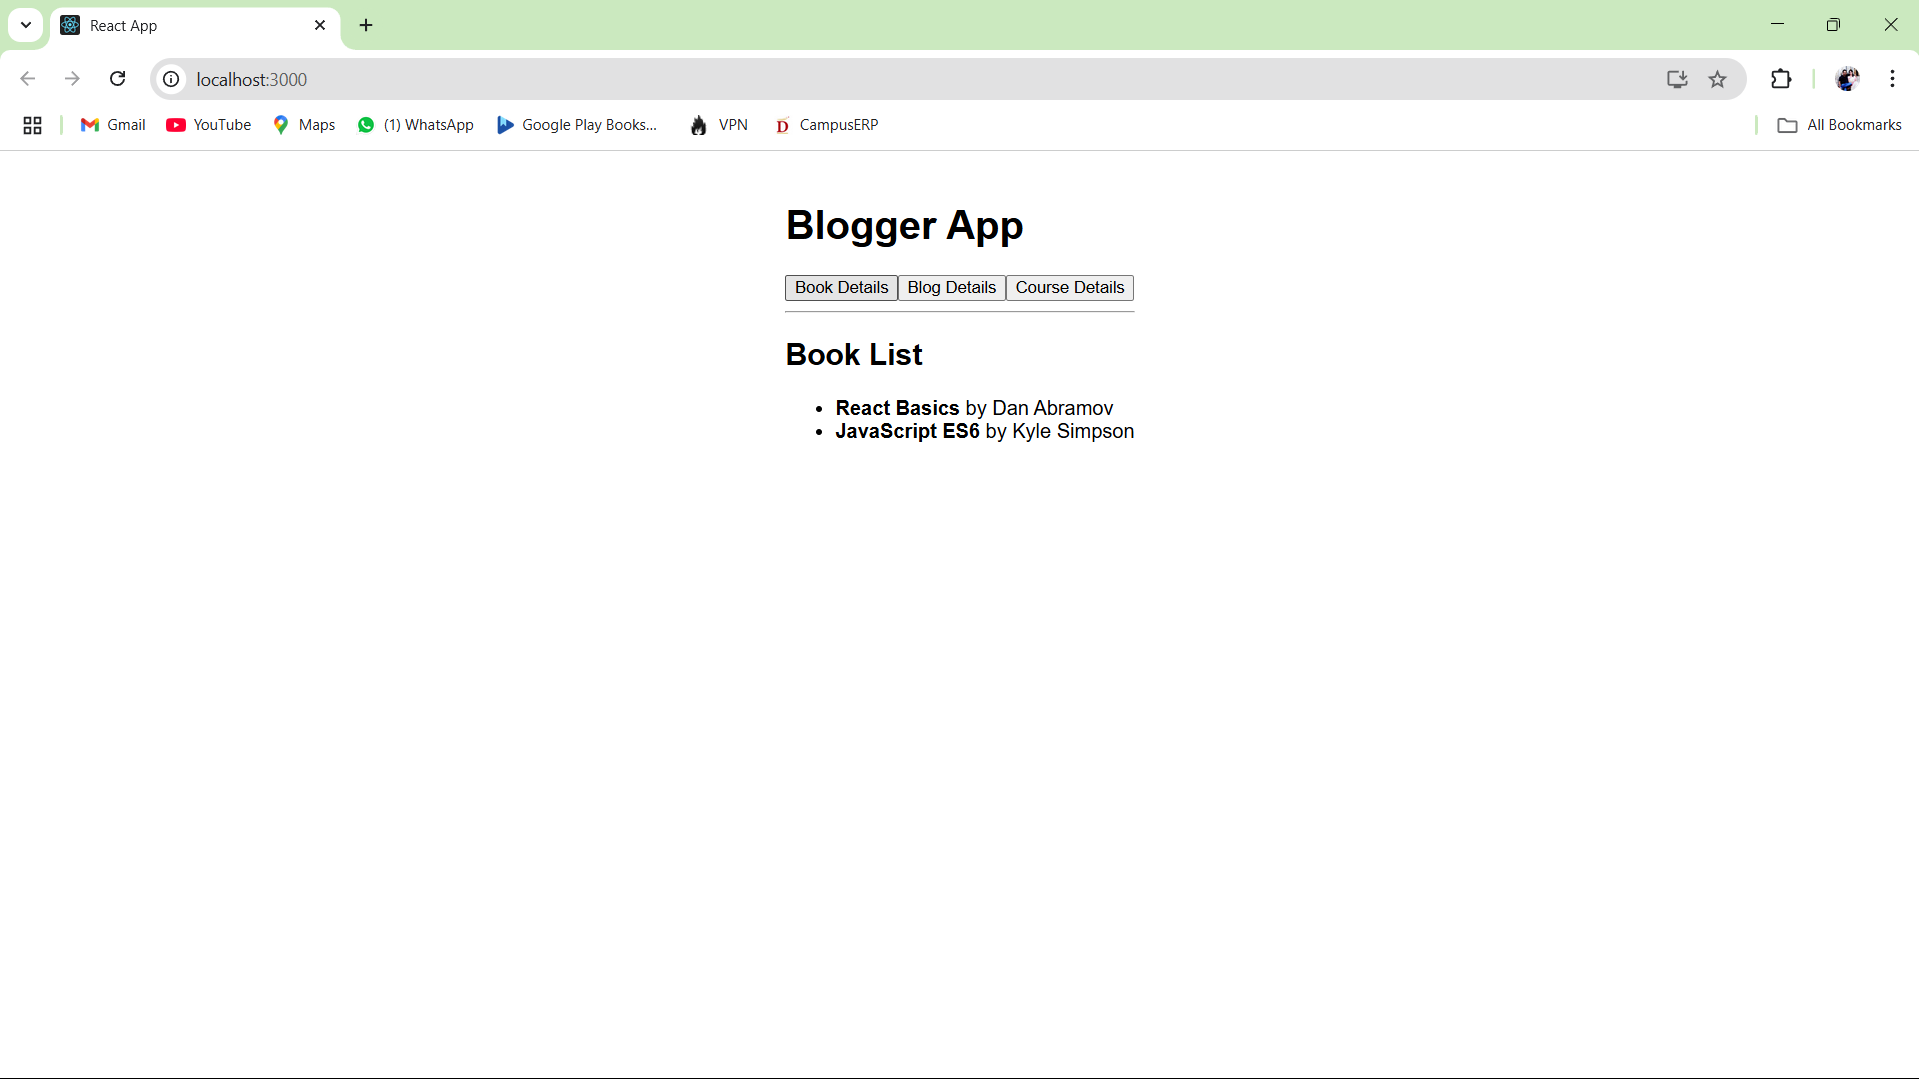 React App
localhost:3000
Gmail YouTube Maps (1) WhatsApp Google Play Books... VPN CampusERP All Bookmarks
Blogger App
Book Details Blog Details Course Details
Book List
• React Basics by Dan Abramov
• JavaScript ES6 by Kyle Simpson